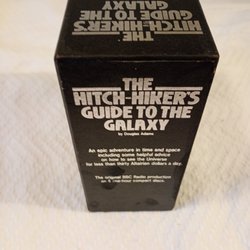 THE
HITCH-HIKER'S
GUIDE TO THE
GALAXY
THE
HITCH-HIKER'S
GUIDE TO THE
GALAXY
by Douglas Adams
An epic adventure in time and space
including some helpful advice
on how to see the Universe
for less than thirty Altairian dollars a day.
The original BBC Radio production
on 6 one-hour compact discs.